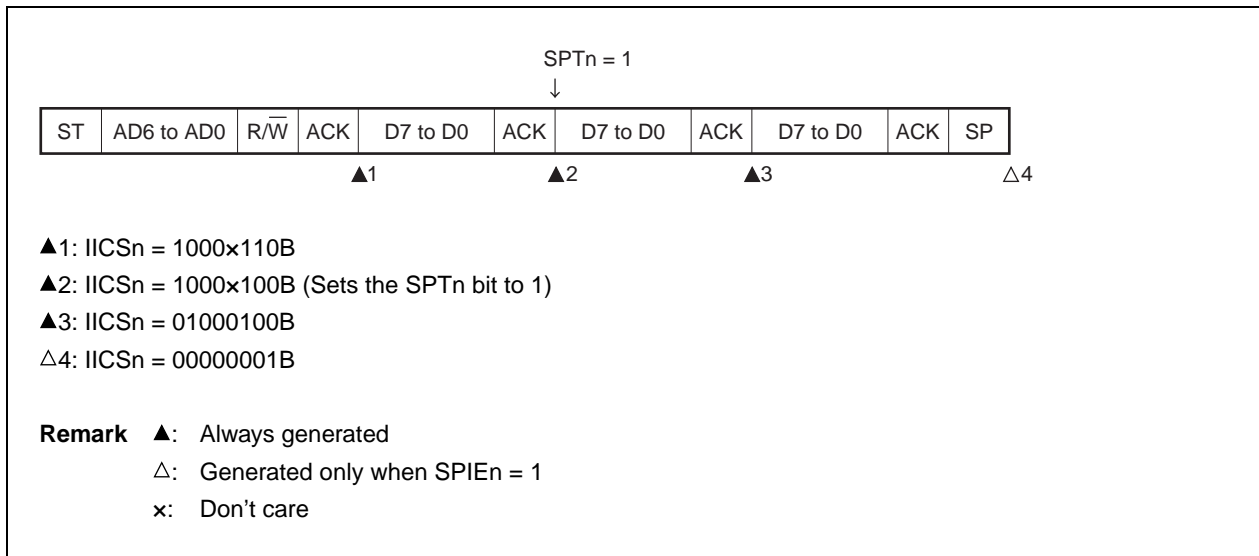 SPTn = 1
↓
ST AD6 to AD0 R/W̅ ACK D7 to D0 ACK D7 to D0 ACK D7 to D0 ACK SP
▲1 ▲2 ▲3 △4
▲1: IICSn = 1000×110B
▲2: IICSn = 1000×100B (Sets the SPTn bit to 1)
▲3: IICSn = 01000100B
△4: IICSn = 00000001B
Remark ▲: Always generated
△: Generated only when SPIEn = 1
×: Don't care